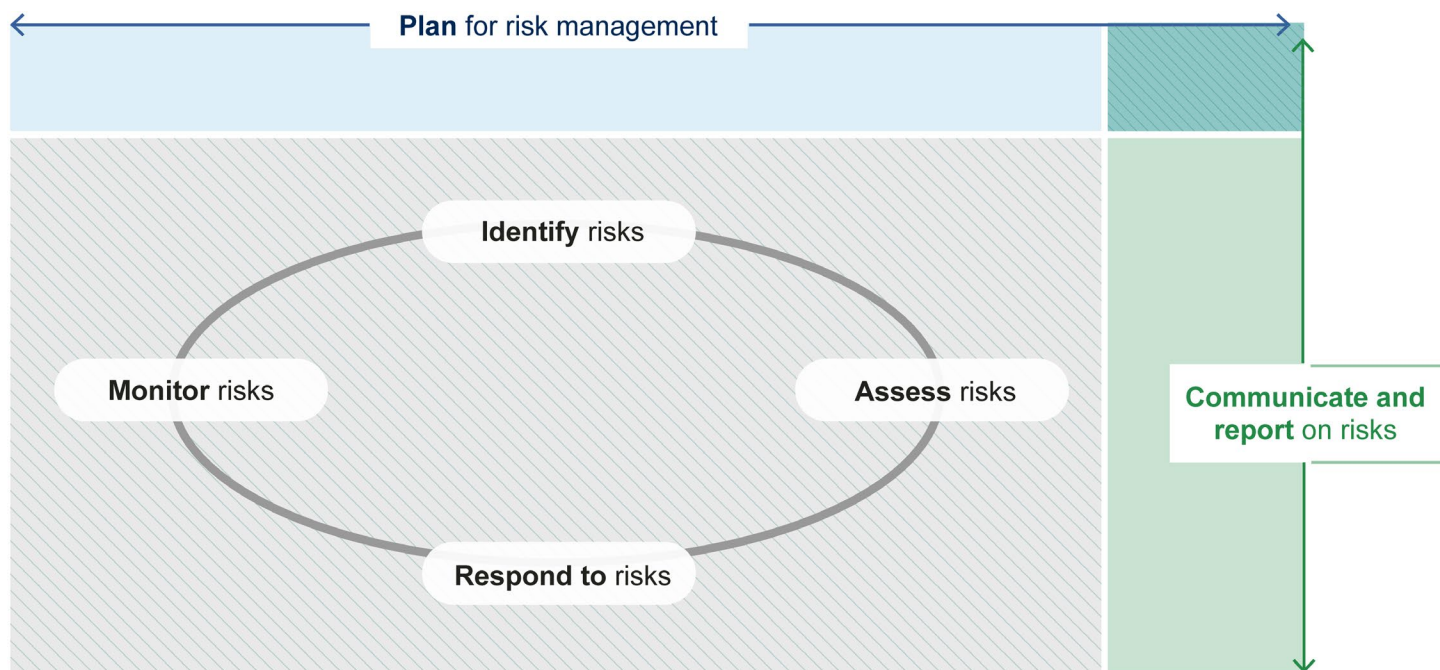 Plan for risk management
Identify risks
Monitor risks
Assess risks
Communicate and
report on risks
Respond to risks